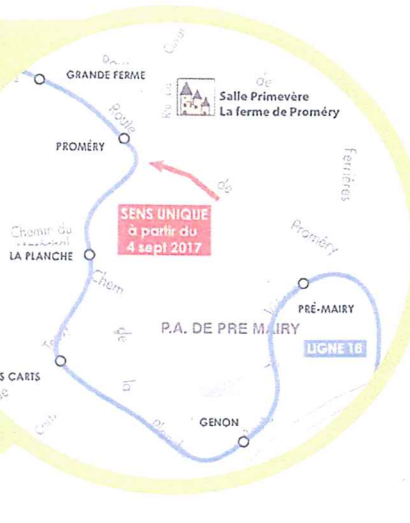 GRANDE FERME
de
Salle Primevère
La ferme de Proméry
Route
PROMÉRY
Ferrières
de
SENS UNIQUE
à partir du
4 sept 2017
Proméry
Chemin du
LA PLANCHE
Chem
PRÉ-MAIRY
de
P.A. DE PRE MAIRY
LIGNE 18
la
S CARTS
GENON